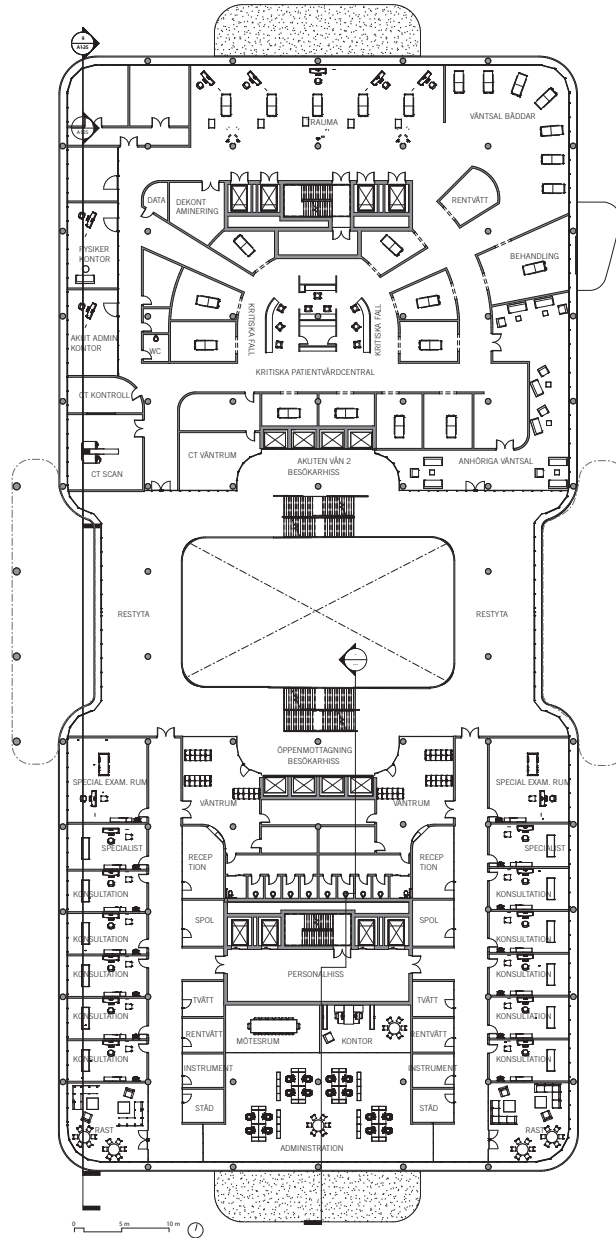 A1-25
TRAUMA
VÄNTSAL BÄDDAR
A1-25
DATA
DEKONT
AMINERING
RENTVÄTT
FYSIKER
KONTOR
BEHANDLING
KRITISKA FALL
KRITISKA FALL
AKUT ADMIN.
KONTOR
WC
KRITISKA PATIENTVÅRDCENTRAL
CT KONTROLL
CT VÄNTRUM
AKUTEN VÅN 2
BESÖKARHISS
ANHÖRIGA VÄNTSAL
CT SCAN
RESTYTA
RESTYTA
ÖPPENMOTTAGNING
BESÖKARHISS
SPECIAL EXAM. RUM
SPECIAL EXAM. RUM
VÄNTRUM
VÄNTRUM
SPECIALIST
SPECIALIST
RECEP
TION
RECEP
TION
KONSULTATION
KONSULTATION
SPOL
SPOL
KONSULTATION
KONSULTATION
KONSULTATION
KONSULTATION
PERSONALHISS
TVÄTT
TVÄTT
KONSULTATION
KONSULTATION
RENTVÄTT
MÖTESRUM
KONTOR
RENTVÄTT
KONSULTATION
KONSULTATION
INSTRUMENT
INSTRUMENT
STÄD
STÄD
RAST
RAST
ADMINISTRATION
0 5 m 10 m